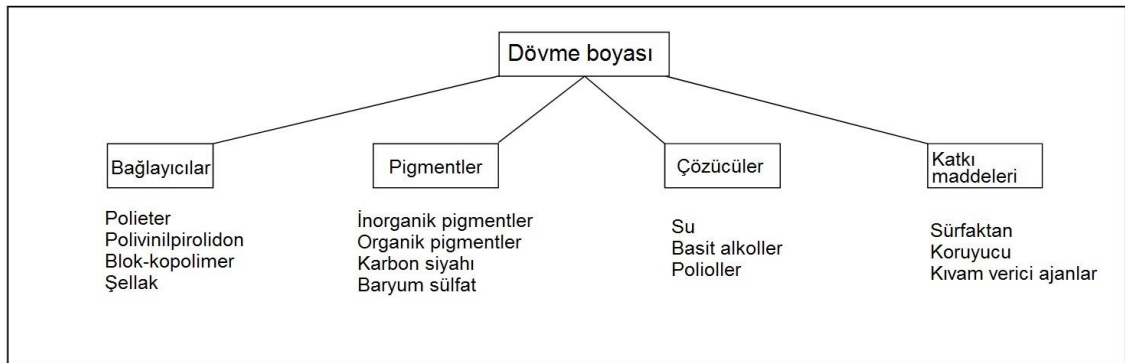 Dövme boyası
Bağlayıcılar
Polieter
Polivinilpirolidon
Blok-kopolimer
Şellak
Pigmentler
İnorganik pigmentler
Organik pigmentler
Karbon siyahı
Baryum sülfat
Çözücüler
Su
Basit alkoller
Polioller
Katkı
maddeleri
Sürfaktan
Koruyucu
Kıvam verici ajanlar